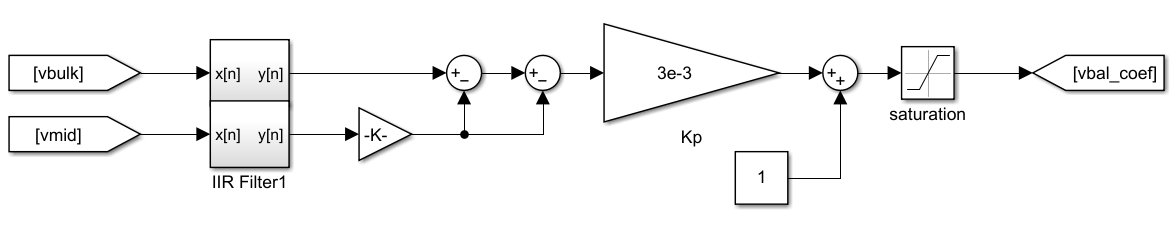 [vbulk]
x[n] y[n]
+
−
+
−
3e-3
+
+
[vbal_coef]
saturation
[vmid]
x[n] y[n]
-K-
Kp
IIR Filter1
1